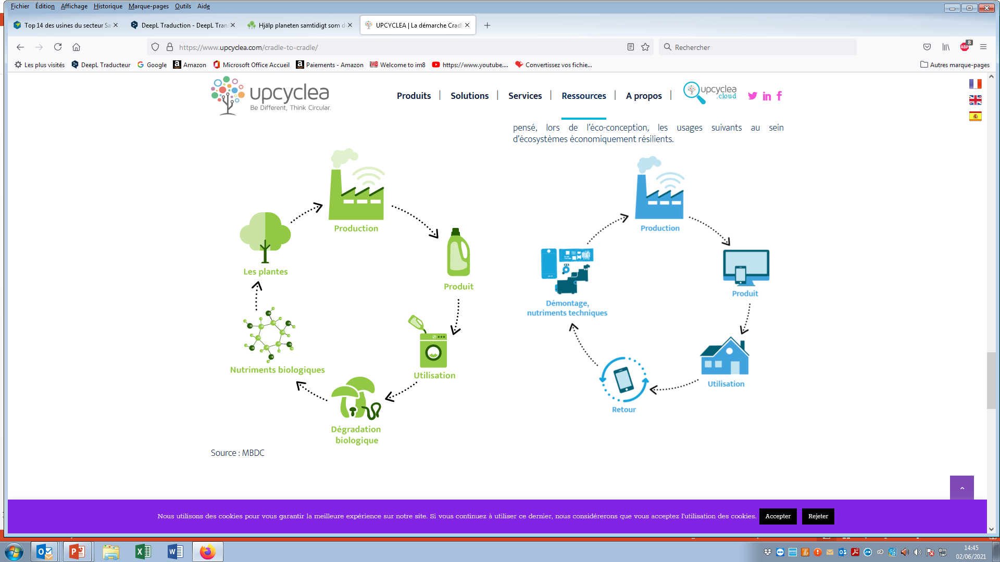 Fichier Édition Affichage Historique Marque-pages Outils Aide
Top 14 des usines du secteur Sa
DeepL Traduction - DeepL Tran
Hjälp planeten samtidigt som d
UPCYCLEA | La démarche Cradl
https://www.upcyclea.com/cradle-to-cradle/
Rechercher
ABP
8
Les plus visités
DeepL Traducteur
Google
Amazon
Microsoft Office Accueil
Paiements - Amazon
Welcome to im8
https://www.youtube....
Convertissez vos fichie...
Autres marque-pages
upcyclea
Be Different, Think Circular.
Produits | Solutions | Services | Ressources | A propos |
upcyclea
.cloud
pensé, lors de l'éco-conception, les usages suivants au sein
d'écosystèmes économiquement résilients.
Production
Produit
Utilisation
Dégradation
biologique
Nutriments biologiques
Les plantes
Production
Produit
Utilisation
Retour
Démontage,
nutriments techniques
Source : MBDC
Nous utilisons des cookies pour vous garantir la meilleure expérience sur notre site. Si vous continuez à utiliser ce dernier, nous considérerons que vous acceptez l'utilisation des cookies.
Accepter
Rejeter
14:45
02/06/2021